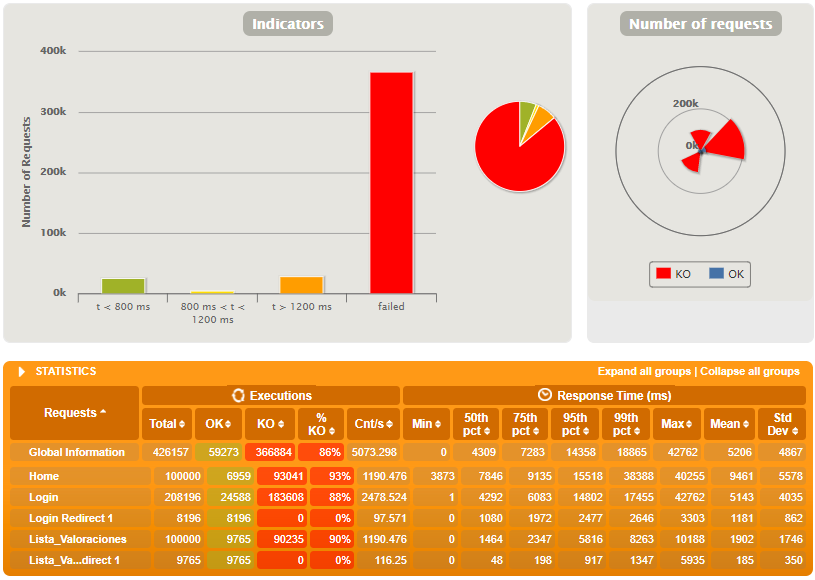 Indicators
400k
300k
200k
100k
0k
Number of Requests
t < 800 ms
800 ms < t <
1200 ms
t > 1200 ms
failed
Number of requests
200k
0k
KO OK
STATISTICS Expand all groups | Collapse all groups
Executions Response Time (ms)
Requests Total OK KO % KO Cnt/s Min 50th pct 75th pct 95th pct 99th pct Max Mean Std Dev
Global Information 426157 59273 366884 86% 5073.298 0 4309 7283 14358 18865 42762 5206 4867
Home 100000 6959 93041 93% 1190.476 3873 7846 9135 15518 38388 40255 9461 5578
Login 208196 24588 183608 88% 2478.524 1 4292 6083 14802 17455 42762 5143 4035
Login Redirect 1 8196 8196 0 0% 97.571 0 1080 1972 2477 2646 3303 1181 862
Lista_Valoraciones 100000 9765 90235 90% 1190.476 0 1464 2347 5816 8263 10188 1902 1746
Lista_Va...direct 1 9765 9765 0 0% 116.25 0 48 198 917 1347 5935 185 350